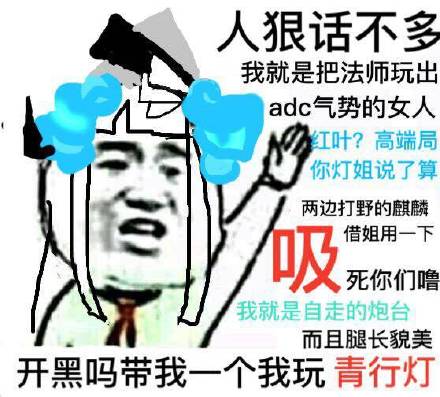 人狠话不多
我就是把法师玩出
adc气势的女人
红叶？高端局
你灯姐说了算
两边打野的麒麟
借姐用一下
吸死你们噜
我就是自走的炮台
而且腿长貌美
开黑吗带我一个我玩 青行灯